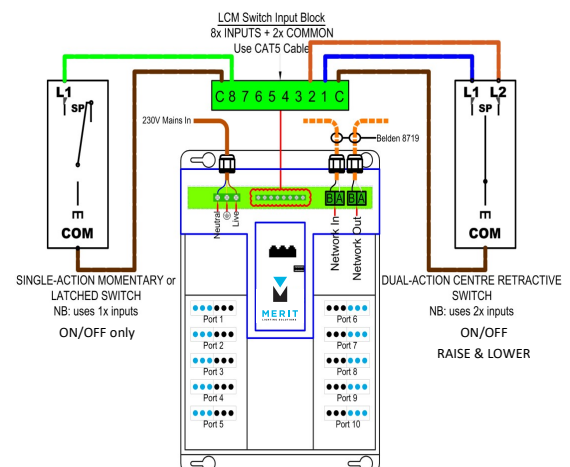 LCM Switch Input Block
8x INPUTS + 2x COMMON
Use CAT5 Cable
L1
SP
COM
C 8 7 6 5 4 3 2 1 C
L1 L2
SP
COM
230V Mains In
Belden 8719
Neutral
Live
B A B A
Network In
Network Out
SINGLE-ACTION MOMENTARY or
LATCHED SWITCH
NB: uses 1x inputs
ON/OFF only
DUAL-ACTION CENTRE RETRACTIVE
SWITCH
NB: uses 2x inputs
ON/OFF
RAISE & LOWER
MERIT
LIGHTING SOLUTIONS
Port 1
Port 2
Port 3
Port 4
Port 5
Port 6
Port 7
Port 8
Port 9
Port 10